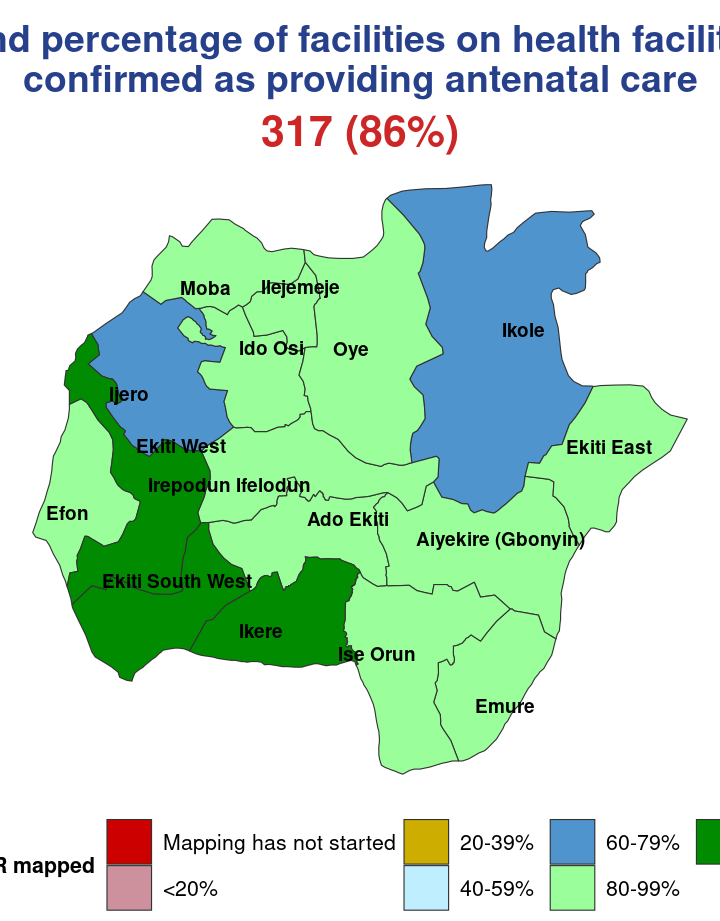 percentage of facilities on health
confirmed as providing antenatal care
317 (86%)
Moba
Ilejemeje
Ikole
Ido Osi
Oye
Ijero
Ekiti West
Ekiti East
Irepodun Ifelodun
Efon
Ado Ekiti
Aiyekire (Gbonyin)
Ekiti South West
Ikere
Ise Orun
Emure
Mapping has not started
20-39%
60-79%
mapped
<20%
40-59%
80-99%